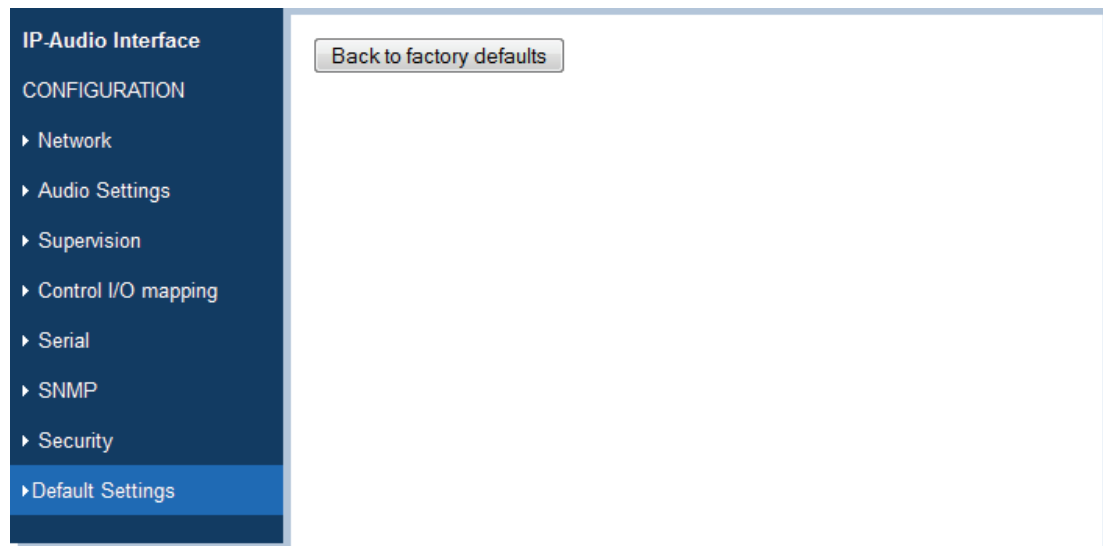 IP-Audio Interface
CONFIGURATION
Network
Audio Settings
Supervision
Control I/O mapping
Serial
SNMP
Security
Default Settings
Back to factory defaults